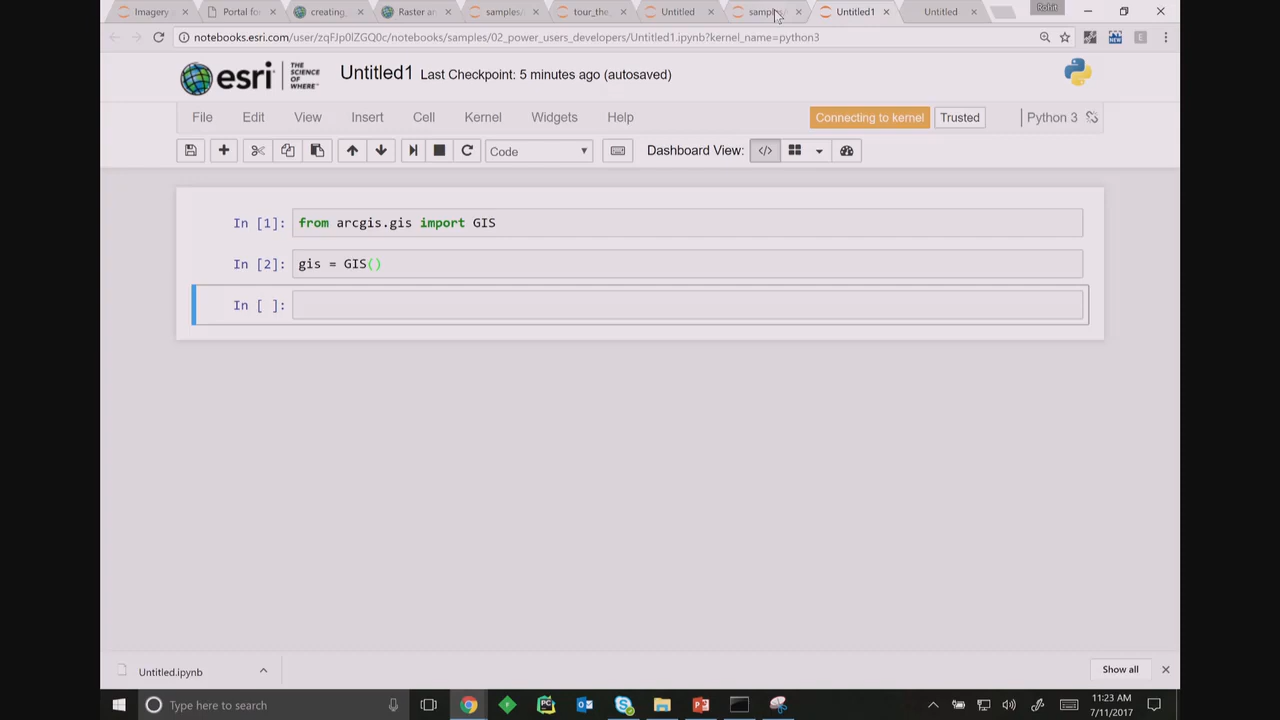 Imagery
Portal fo
creating
Raster an
samples/
tour_the
Untitled
samples
Untitled1
Untitled
Rohit
notebooks.esri.com/user/zqFJp0lZGQ0c/notebooks/samples/02_power_users_developers/Untitled1.ipynb?kernel_name=python3
esri THE SCIENCE OF WHERE™ Untitled1 Last Checkpoint: 5 minutes ago (autosaved)
File Edit View Insert Cell Kernel Widgets Help Connecting to kernel Trusted Python 3
Code Dashboard View:
In [1]: from arcgis.gis import GIS
In [2]: gis = GIS()
In [ ]:
Untitled.ipynb Show all
Type here to search
11:23 AM
7/11/2017